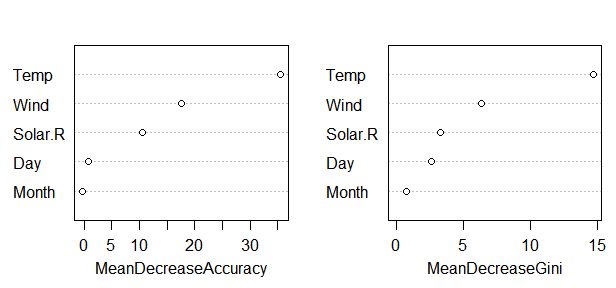 Temp
Wind
Solar.R
Day
Month
0 5 10 20 30
MeanDecreaseAccuracy
Temp
Wind
Solar.R
Day
Month
0 5 10 15
MeanDecreaseGini